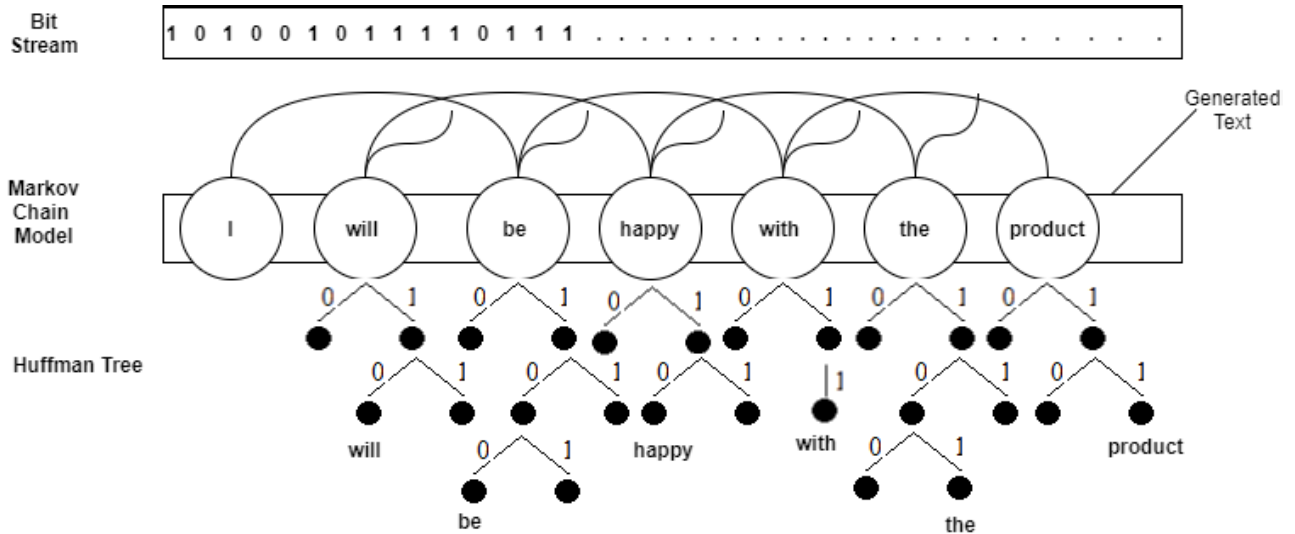 Bit
Stream
1 0 1 0 0 1 0 1 1 1 1 0 1 1 1 . . . . . . . . . . . . . . . . . . . . .
Generated
Text
Markov
Chain
Model
I will be happy with the product
0 1 0 1 0 1 0 1 0 1 0 1
Huffman Tree
0 1 0 1 0 1 1 0 1 0 1
will happy with product
0 1 0 1
be the